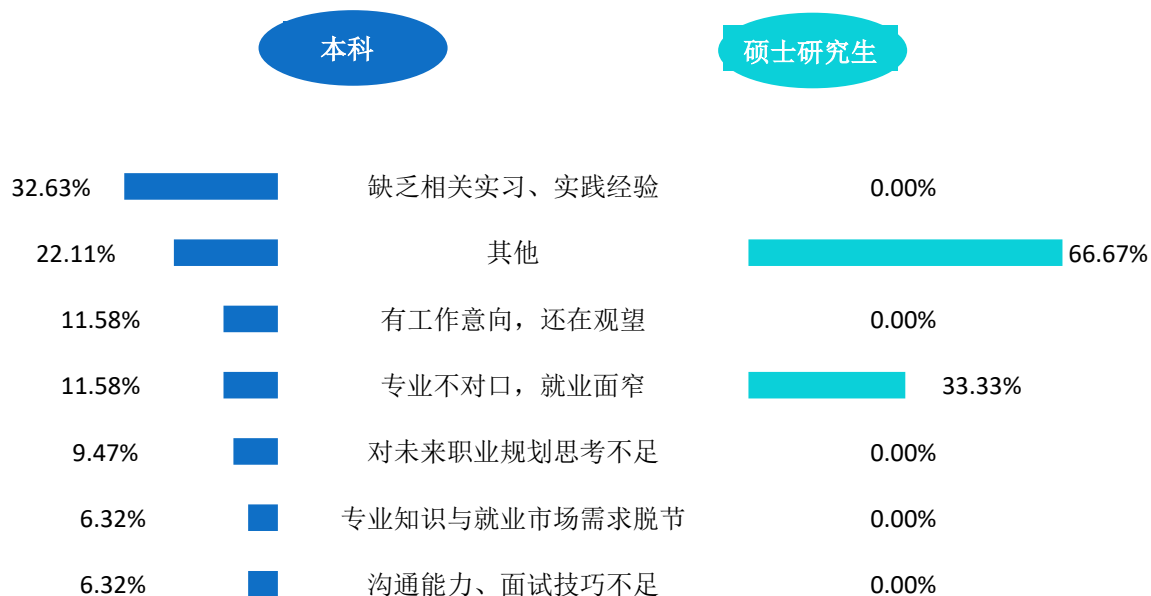 本科 硕士研究生
32.63% 缺乏相关实习、实践经验 0.00%
22.11% 其他 66.67%
11.58% 有工作意向，还在观望 0.00%
11.58% 专业不对口，就业面窄 33.33%
9.47% 对未来职业规划思考不足 0.00%
6.32% 专业知识与就业市场需求脱节 0.00%
6.32% 沟通能力、面试技巧不足 0.00%